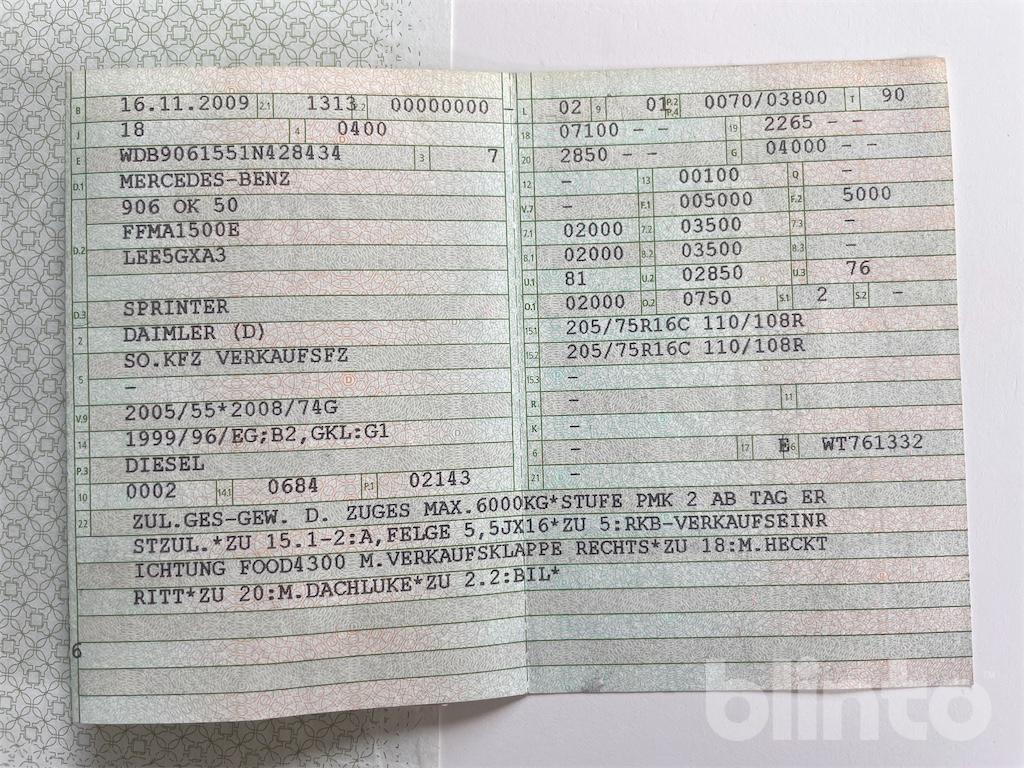 B 16.11.2009 2.1 1313 2.2 00000000 -
J 18 4 0400
E WDB9061551N428434 3 7
D.1 MERCEDES-BENZ
906 OK 50
D.2 FFMA1500E
LEE5GXA3
D.3 SPRINTER
2 DAIMLER (D)
SO.KFZ VERKAUFSFZ
5 -
V.9 2005/55*2008/74G
14 1999/96/EG;B2,GKL:G1
P.3 DIESEL
10 0002 14.1 0684 P.1 02143
L 02 9 01 P.2 P.4 0070/03800 T 90
18 07100 - - 19 2265 - -
20 2850 - - G 04000 - -
12 - 13 00100 Q -
V.7 - F.1 005000 F.2 5000
7.1 02000 7.2 03500 7.3 -
8.1 02000 8.2 03500 8.3 -
U.1 81 U.2 02850 U.3 76
O.1 02000 O.2 0750 S.1 2 S.2 -
15.1 205/75R16C 110/108R
15.2 205/75R16C 110/108R
15.3 -
R - 11
K -
6 - 17 E 16 WT761332
21 -
22 ZUL.GES-GEW. D. ZUGES MAX.6000KG*STUFE PMK 2 AB TAG ER
STZUL.*ZU 15.1-2:A,FELGE 5,5JX16*ZU 5:RKB-VERKAUFSEINR
ICHTUNG FOOD4300 M.VERKAUFSKLAPPE RECHTS*ZU 18:M.HECKT
RITT*ZU 20:M.DACHLUKE*ZU 2.2:BIL*
6
blinto